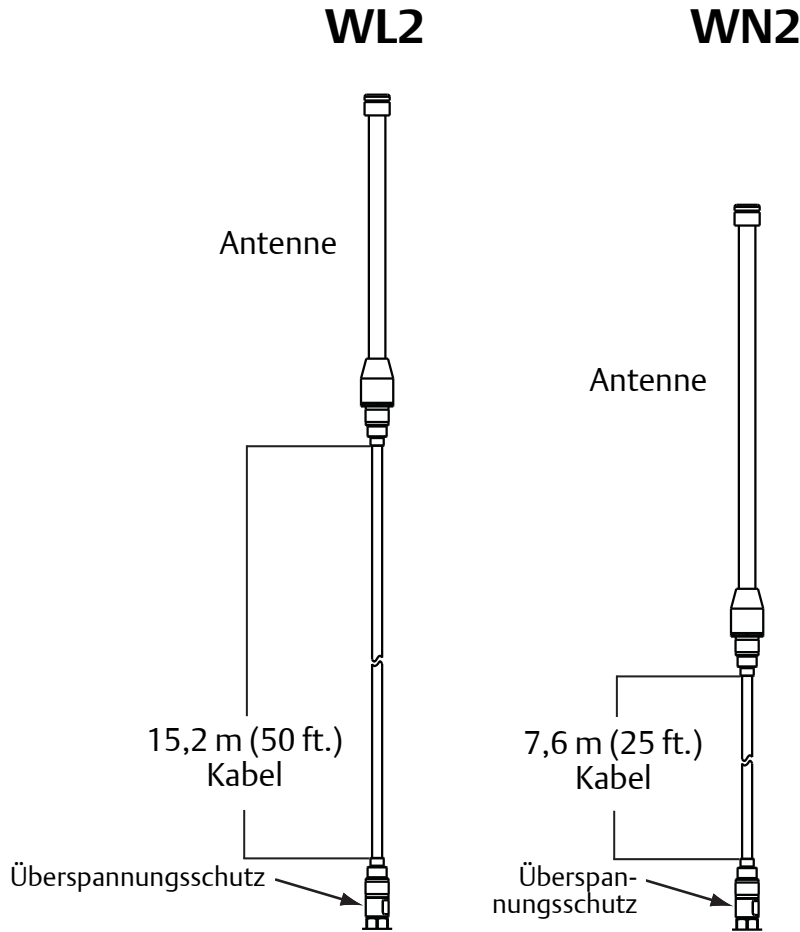 WL2
WN2
Antenne
Antenne
15,2 m (50 ft.)
Kabel
7,6 m (25 ft.)
Kabel
Überspannungsschutz
Überspan-
nungsschutz